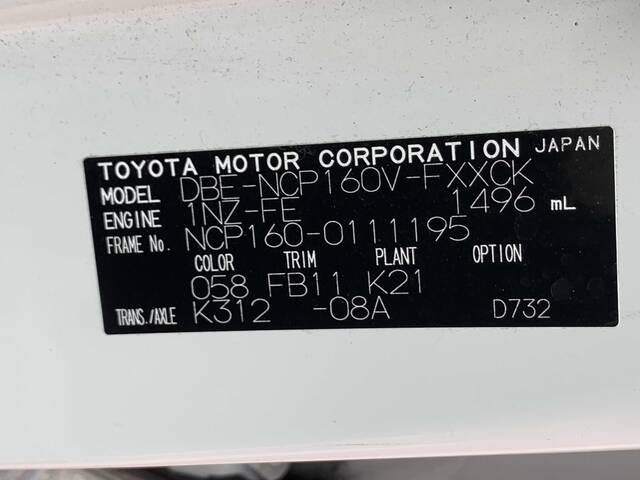 TOYOTA MOTOR CORPORATION JAPAN
MODEL DBE-NCP160V-FXXCK
ENGINE 1NZ-FE 1496 mL
FRAME No. NCP160-0111195
COLOR TRIM PLANT OPTION
058 FB11 K21
TRANS./AXLE K312 -08A D732